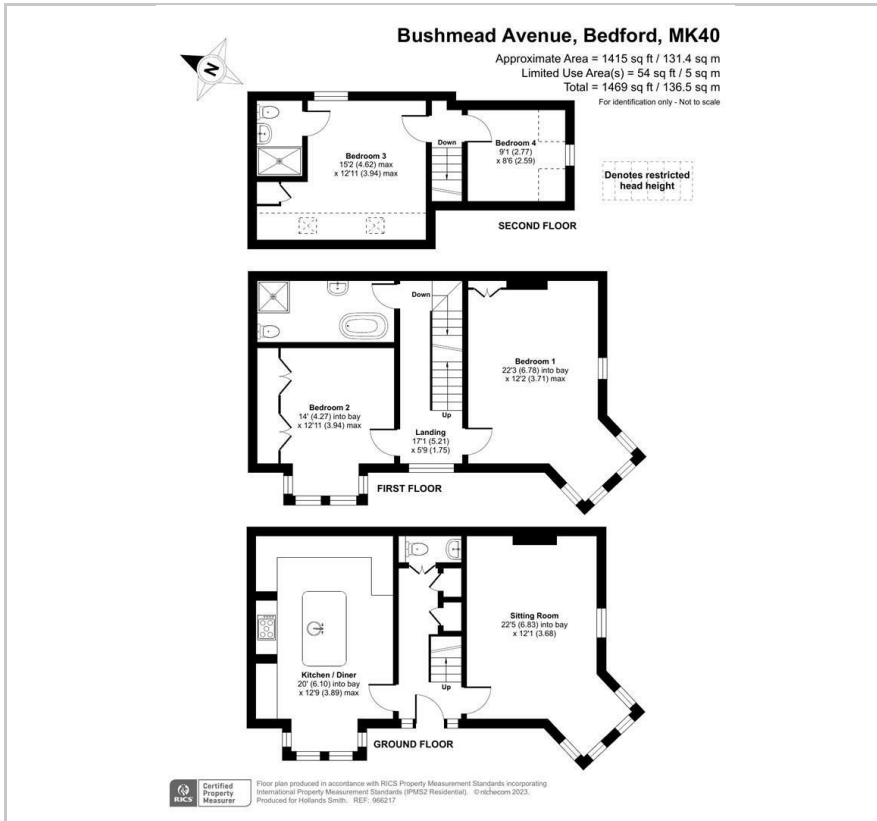 Bushmead Avenue, Bedford, MK40
Approximate Area = 1415 sq ft / 131.4 sq m
Limited Use Area(s) = 54 sq ft / 5 sq m
Total = 1469 sq ft / 136.5 sq m
For identification only - Not to scale
N
Bedroom 3
15'2 (4.62) max
x 12'11 (3.94) max
Down
Bedroom 4
9'1 (2.77)
x 8'6 (2.59)
Denotes restricted
head height
SECOND FLOOR
Down
Bedroom 1
22'3 (6.78) into bay
x 12'2 (3.71) max
Bedroom 2
14' (4.27) into bay
x 12'11 (3.94) max
Up
Landing
17'1 (5.21)
x 5'9 (1.75)
FIRST FLOOR
Sitting Room
22'5 (6.83) into bay
x 12'1 (3.68)
Kitchen / Diner
20' (6.10) into bay
x 12'9 (3.89) max
Up
GROUND FLOOR
RICS
Certified
Property
Measurer
Floor plan produced in accordance with RICS Property Measurement Standards incorporating
International Property Measurement Standards (IPMS2 Residential). © ntchecom 2023.
Produced for Hollands Smith. REF: 966217